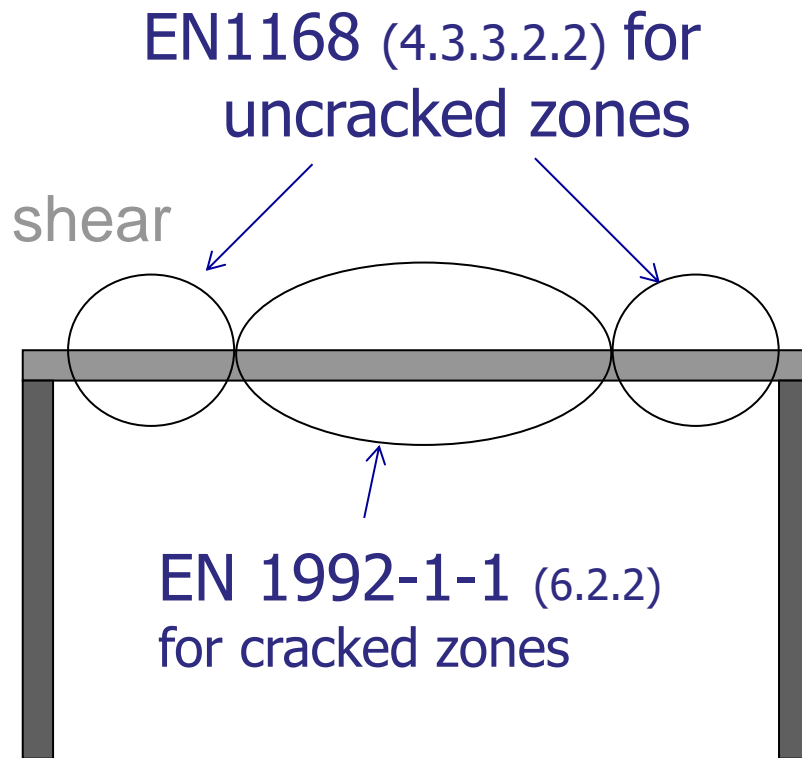 EN1168 (4.3.3.2.2) for
uncracked zones
shear
EN 1992-1-1 (6.2.2)
for cracked zones